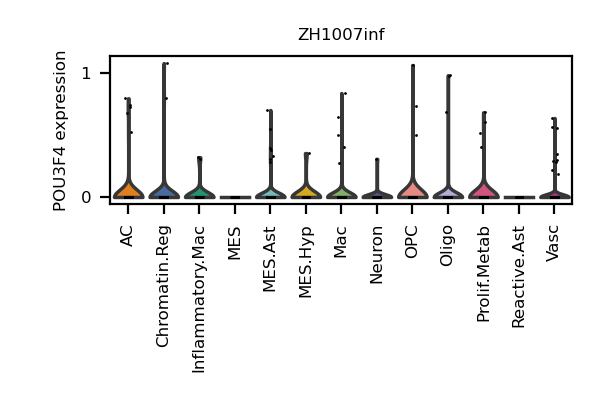 ZH1007inf
POU3F4 expression
1
0
AC
Chromatin.Reg
Inflammatory.Mac
MES
MES.Ast
MES.Hyp
Mac
Neuron
OPC
Oligo
Prolif.Metab
Reactive.Ast
Vasc